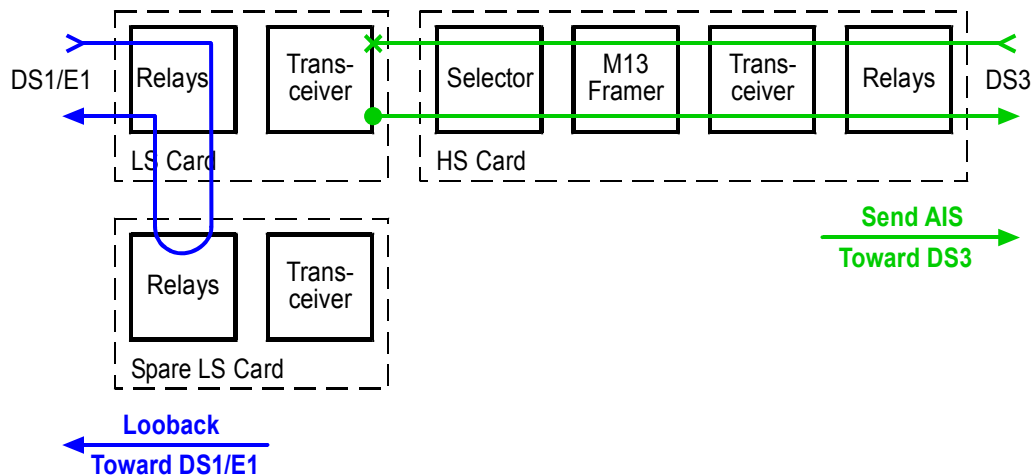 DS1/E1
Relays
Trans-
ceiver
LS Card
Selector
M13
Framer
Trans-
ceiver
Relays
HS Card
DS3
Send AIS
Toward DS3
Relays
Trans-
ceiver
Spare LS Card
Looback
Toward DS1/E1